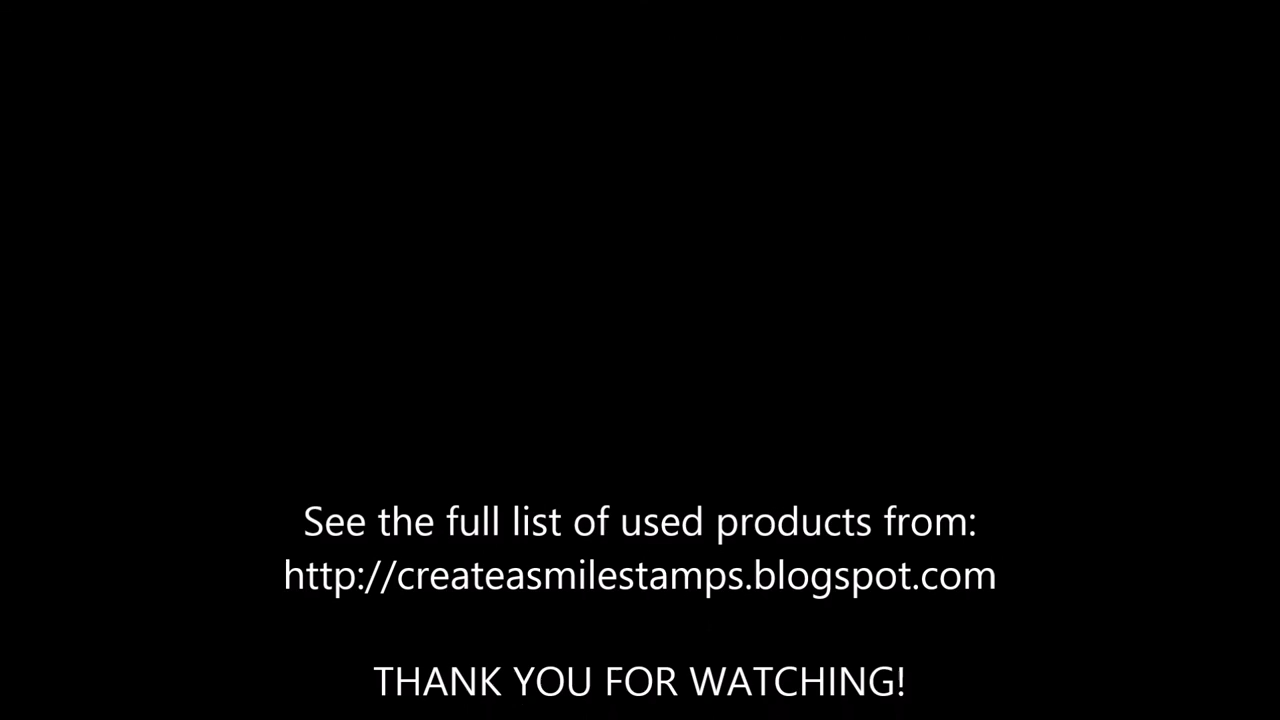 See the full list of used products from:
http://createasmilestamps.blogspot.com
THANK YOU FOR WATCHING!